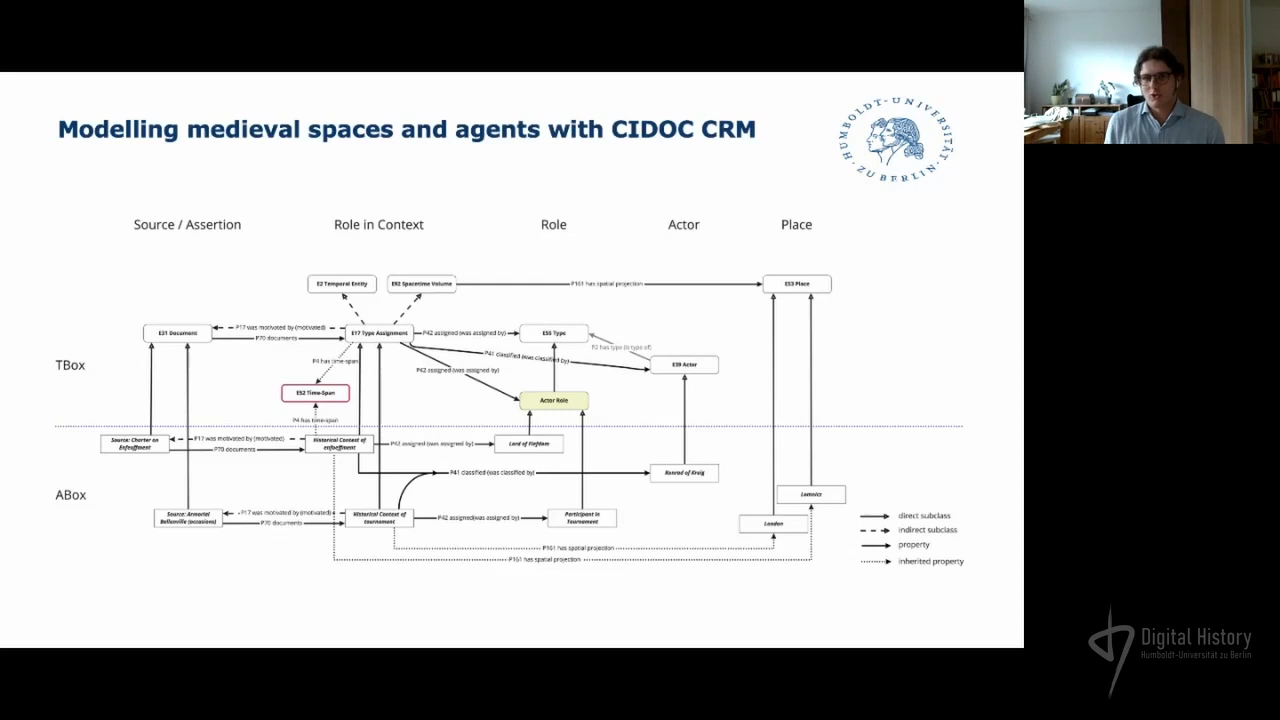 Modelling medieval spaces and agents with CIDOC CRM
HUMBOLDT-UNIVERSITÄT
ZU BERLIN
Source / Assertion
Role in Context
Role
Actor
Place
E2 Temporal Entity
E92 Spacetime Volume
P161 has spatial projection
E53 Place
E31 Document
P17 was motivated by (motivated)
P70 documents
E17 Type Assignment
P42 assigned (was assigned by)
E55 Type
P2 has type (is type of)
P41 classified (was classified by)
E39 Actor
P4 has time-span
P42 assigned (was assigned by)
TBox
E52 Time-Span
Actor Role
P4 has time-span
Source: Charter on
Enfeoffment
P17 was motivated by (motivated)
P70 documents
Historical Context of
enfeoffment
P42 assigned (was assigned by)
Lord of Fiefdom
P41 classified (was classified by)
Konrad of Kraig
ABox
Lomnicz
Source: Armorial
Bellenville (occasions)
P17 was motivated by (motivated)
P70 documents
Historical Context of
tournament
P42 assigned(was assigned by)
Participant in
Tournament
London
P161 has spatial projection
P161 has spatial projection
direct subclass
indirect subclass
property
inherited property
Digital History
Humboldt-Universität zu Berlin